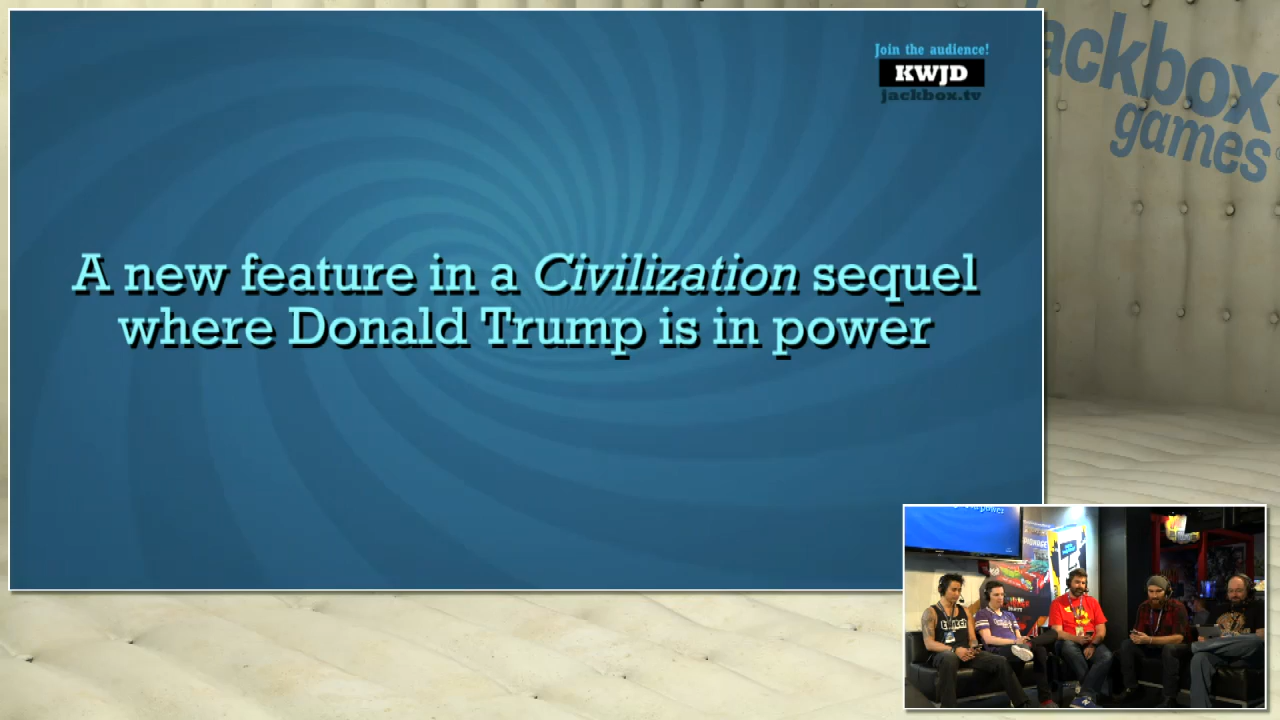 Join the audience!
KWJD
jackbox.tv
jackbox
games
A new feature in a Civilization sequel
where Donald Trump is in power